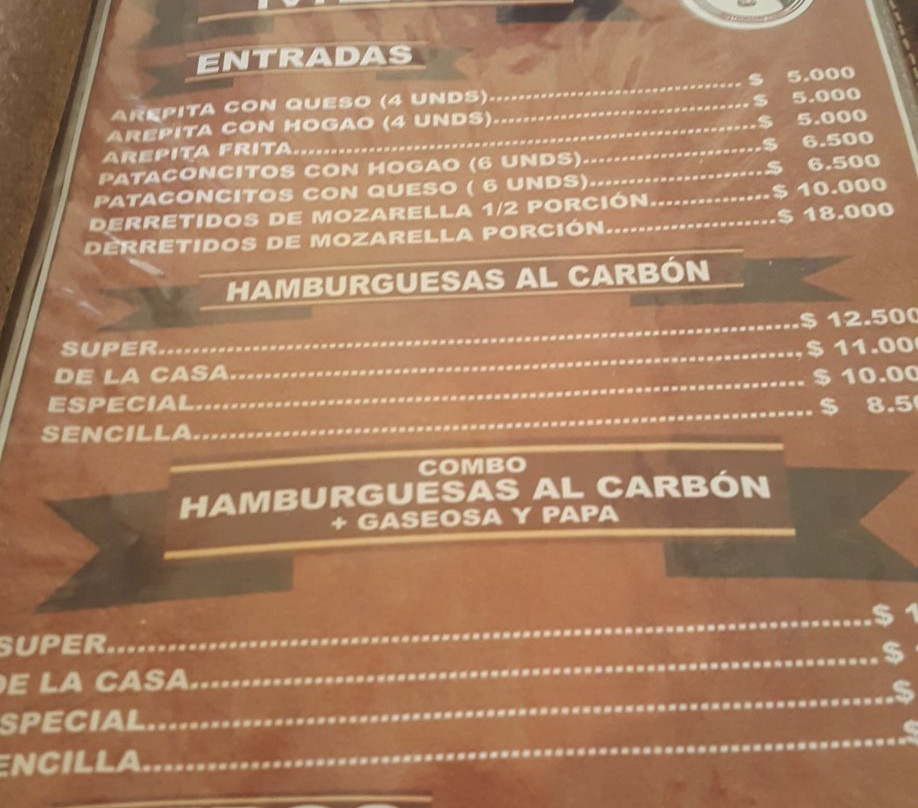 ENTRADAS
AREPITA CON QUESO (4 UNDS)........ $ 5.000
AREPITA CON HOGAO (4 UNDS)........ $ 5.000
AREPITA FRITA........ $ 5.000
PATACONCITOS CON HOGAO (6 UNDS)........ $ 6.500
PATACONCITOS CON QUESO ( 6 UNDS)........ $ 6.500
DERRETIDOS DE MOZARELLA 1/2 PORCIÓN........ $ 10.000
DERRETIDOS DE MOZARELLA PORCIÓN........ $ 18.000
HAMBURGUESAS AL CARBÓN
SUPER........ $ 12.500
DE LA CASA........ $ 11.00
ESPECIAL........ $ 10.00
SENCILLA........ $ 8.5
COMBO
HAMBURGUESAS AL CARBÓN
+ GASEOSA Y PAPA
SUPER........ $ 1
DE LA CASA........ $
SPECIAL........ $
ENCILLA........ $